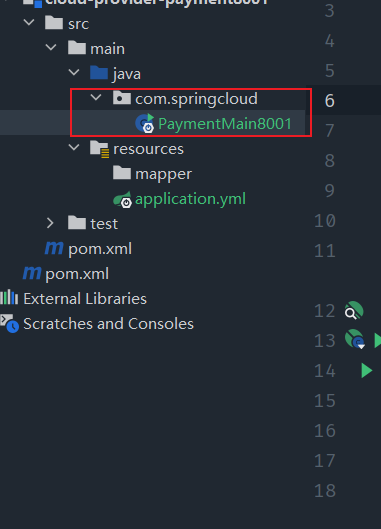 cloud-provider-payment8001
src
main
java
com.springcloud
PaymentMain8001
resources
mapper
application.yml
test
pom.xml
pom.xml
External Libraries
Scratches and Consoles
3
4
5
6
7
8
9
10
11
12
13
14
15
16
17
18